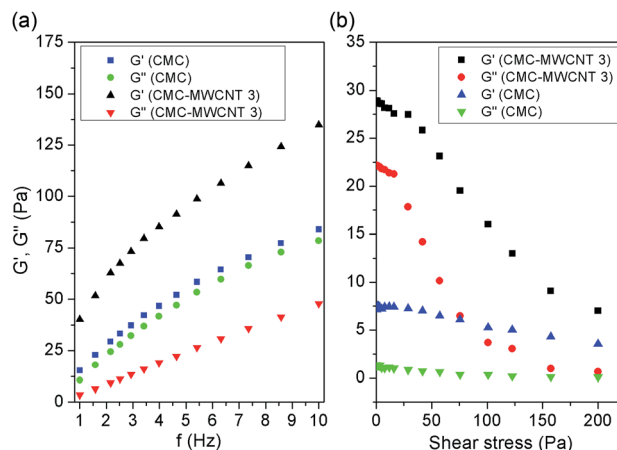 (a)
175
150
125
100
75
50
25
0
G', G'' (Pa)
G' (CMC)
G'' (CMC)
G' (CMC-MWCNT 3)
G'' (CMC-MWCNT 3)
1 2 3 4 5 6 7 8 9 10
f (Hz)
(b)
35
30
25
20
15
10
5
0
G' (CMC-MWCNT 3)
G'' (CMC-MWCNT 3)
G' (CMC)
G'' (CMC)
0 50 100 150 200
Shear stress (Pa)